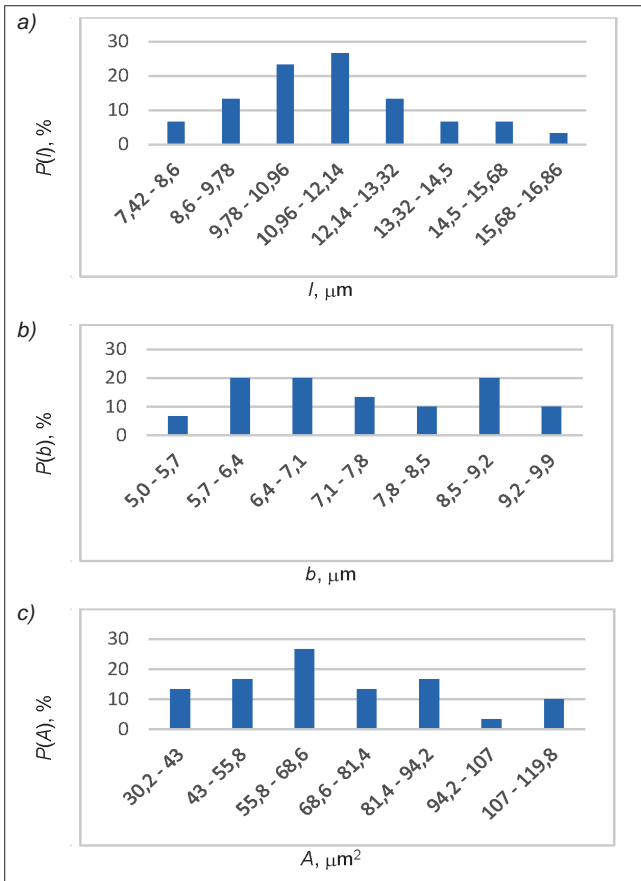 a)
30
20
10
0
P(l), %
7,42 - 8,6
8,6 - 9,78
9,78 - 10,96
10,96 - 12,14
12,14 - 13,32
13,32 - 14,5
14,5 - 15,68
15,68 - 16,86
l, μm
b)
30
20
10
0
P(b), %
5,0 - 5,7
5,7 - 6,4
6,4 - 7,1
7,1 - 7,8
7,8 - 8,5
8,5 - 9,2
9,2 - 9,9
b, μm
c)
30
20
10
0
P(A), %
30,2 - 43
43 - 55,8
55,8 - 68,6
68,6 - 81,4
81,4 - 94,2
94,2 - 107
107 - 119,8
A, μm²